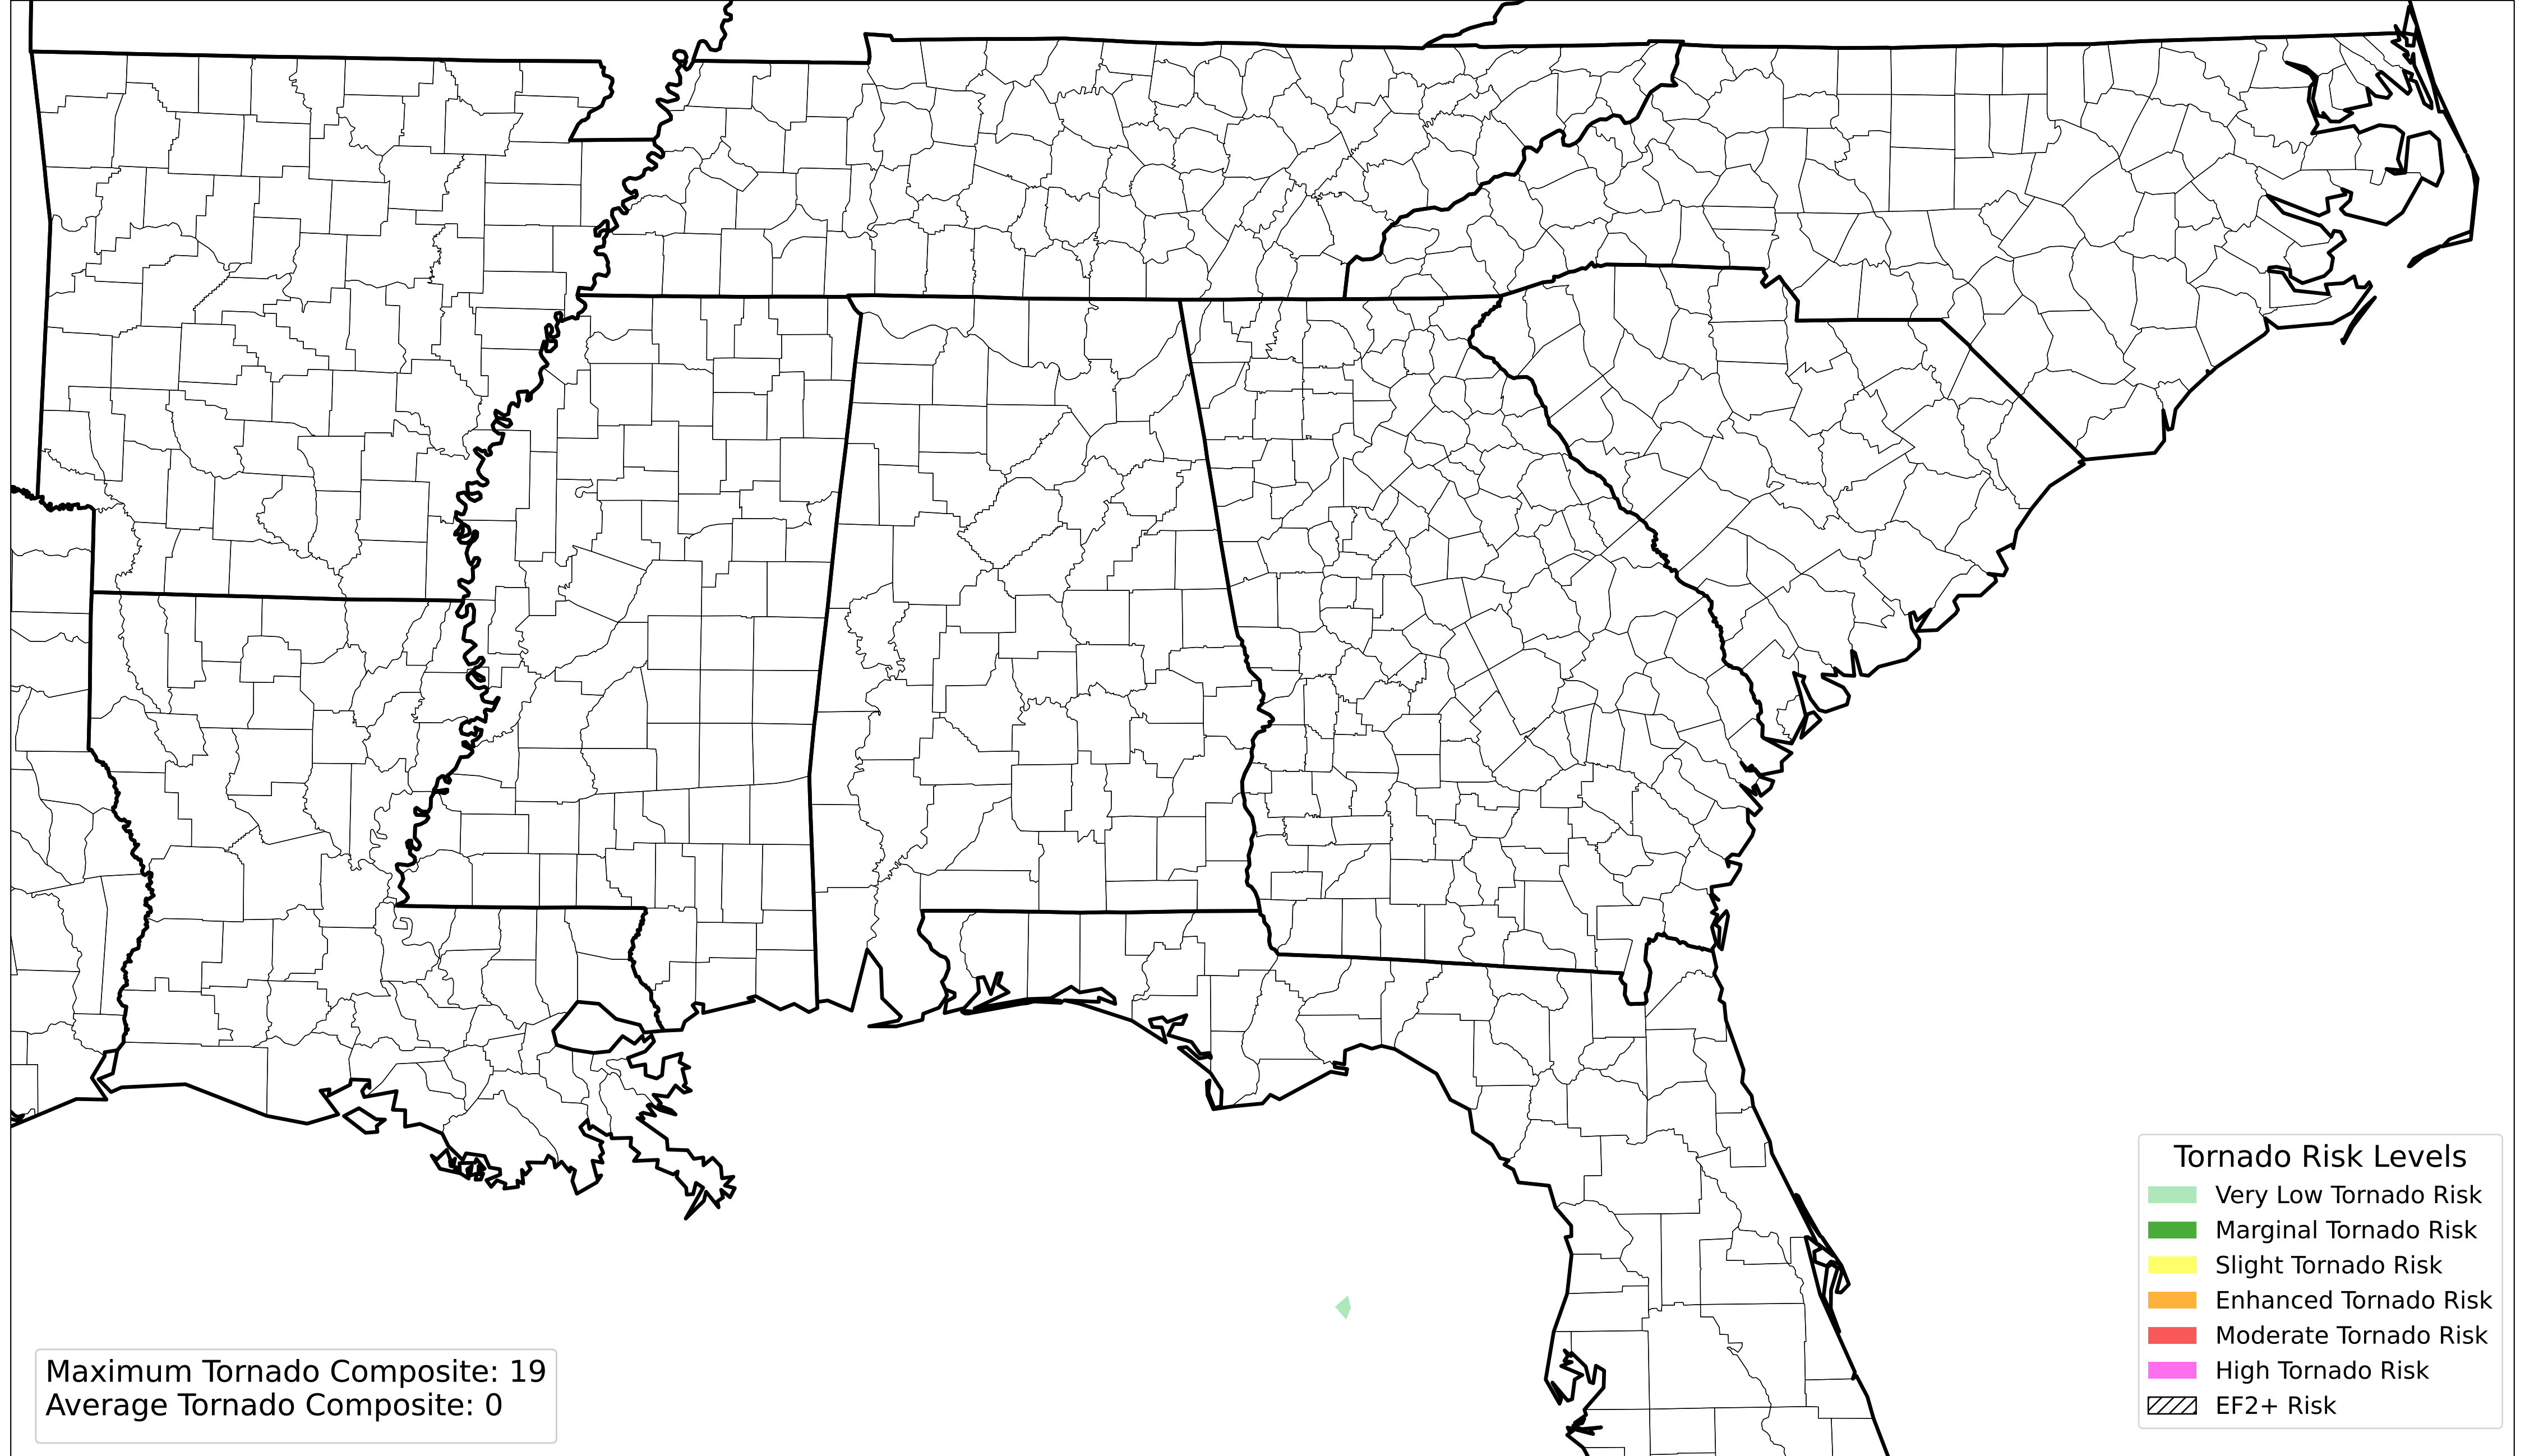 Tornado Risk Levels
Very Low Tornado Risk
Marginal Tornado Risk
Slight Tornado Risk
Enhanced Tornado Risk
Moderate Tornado Risk
High Tornado Risk
EF2+ Risk
Maximum Tornado Composite: 19
Average Tornado Composite: 0